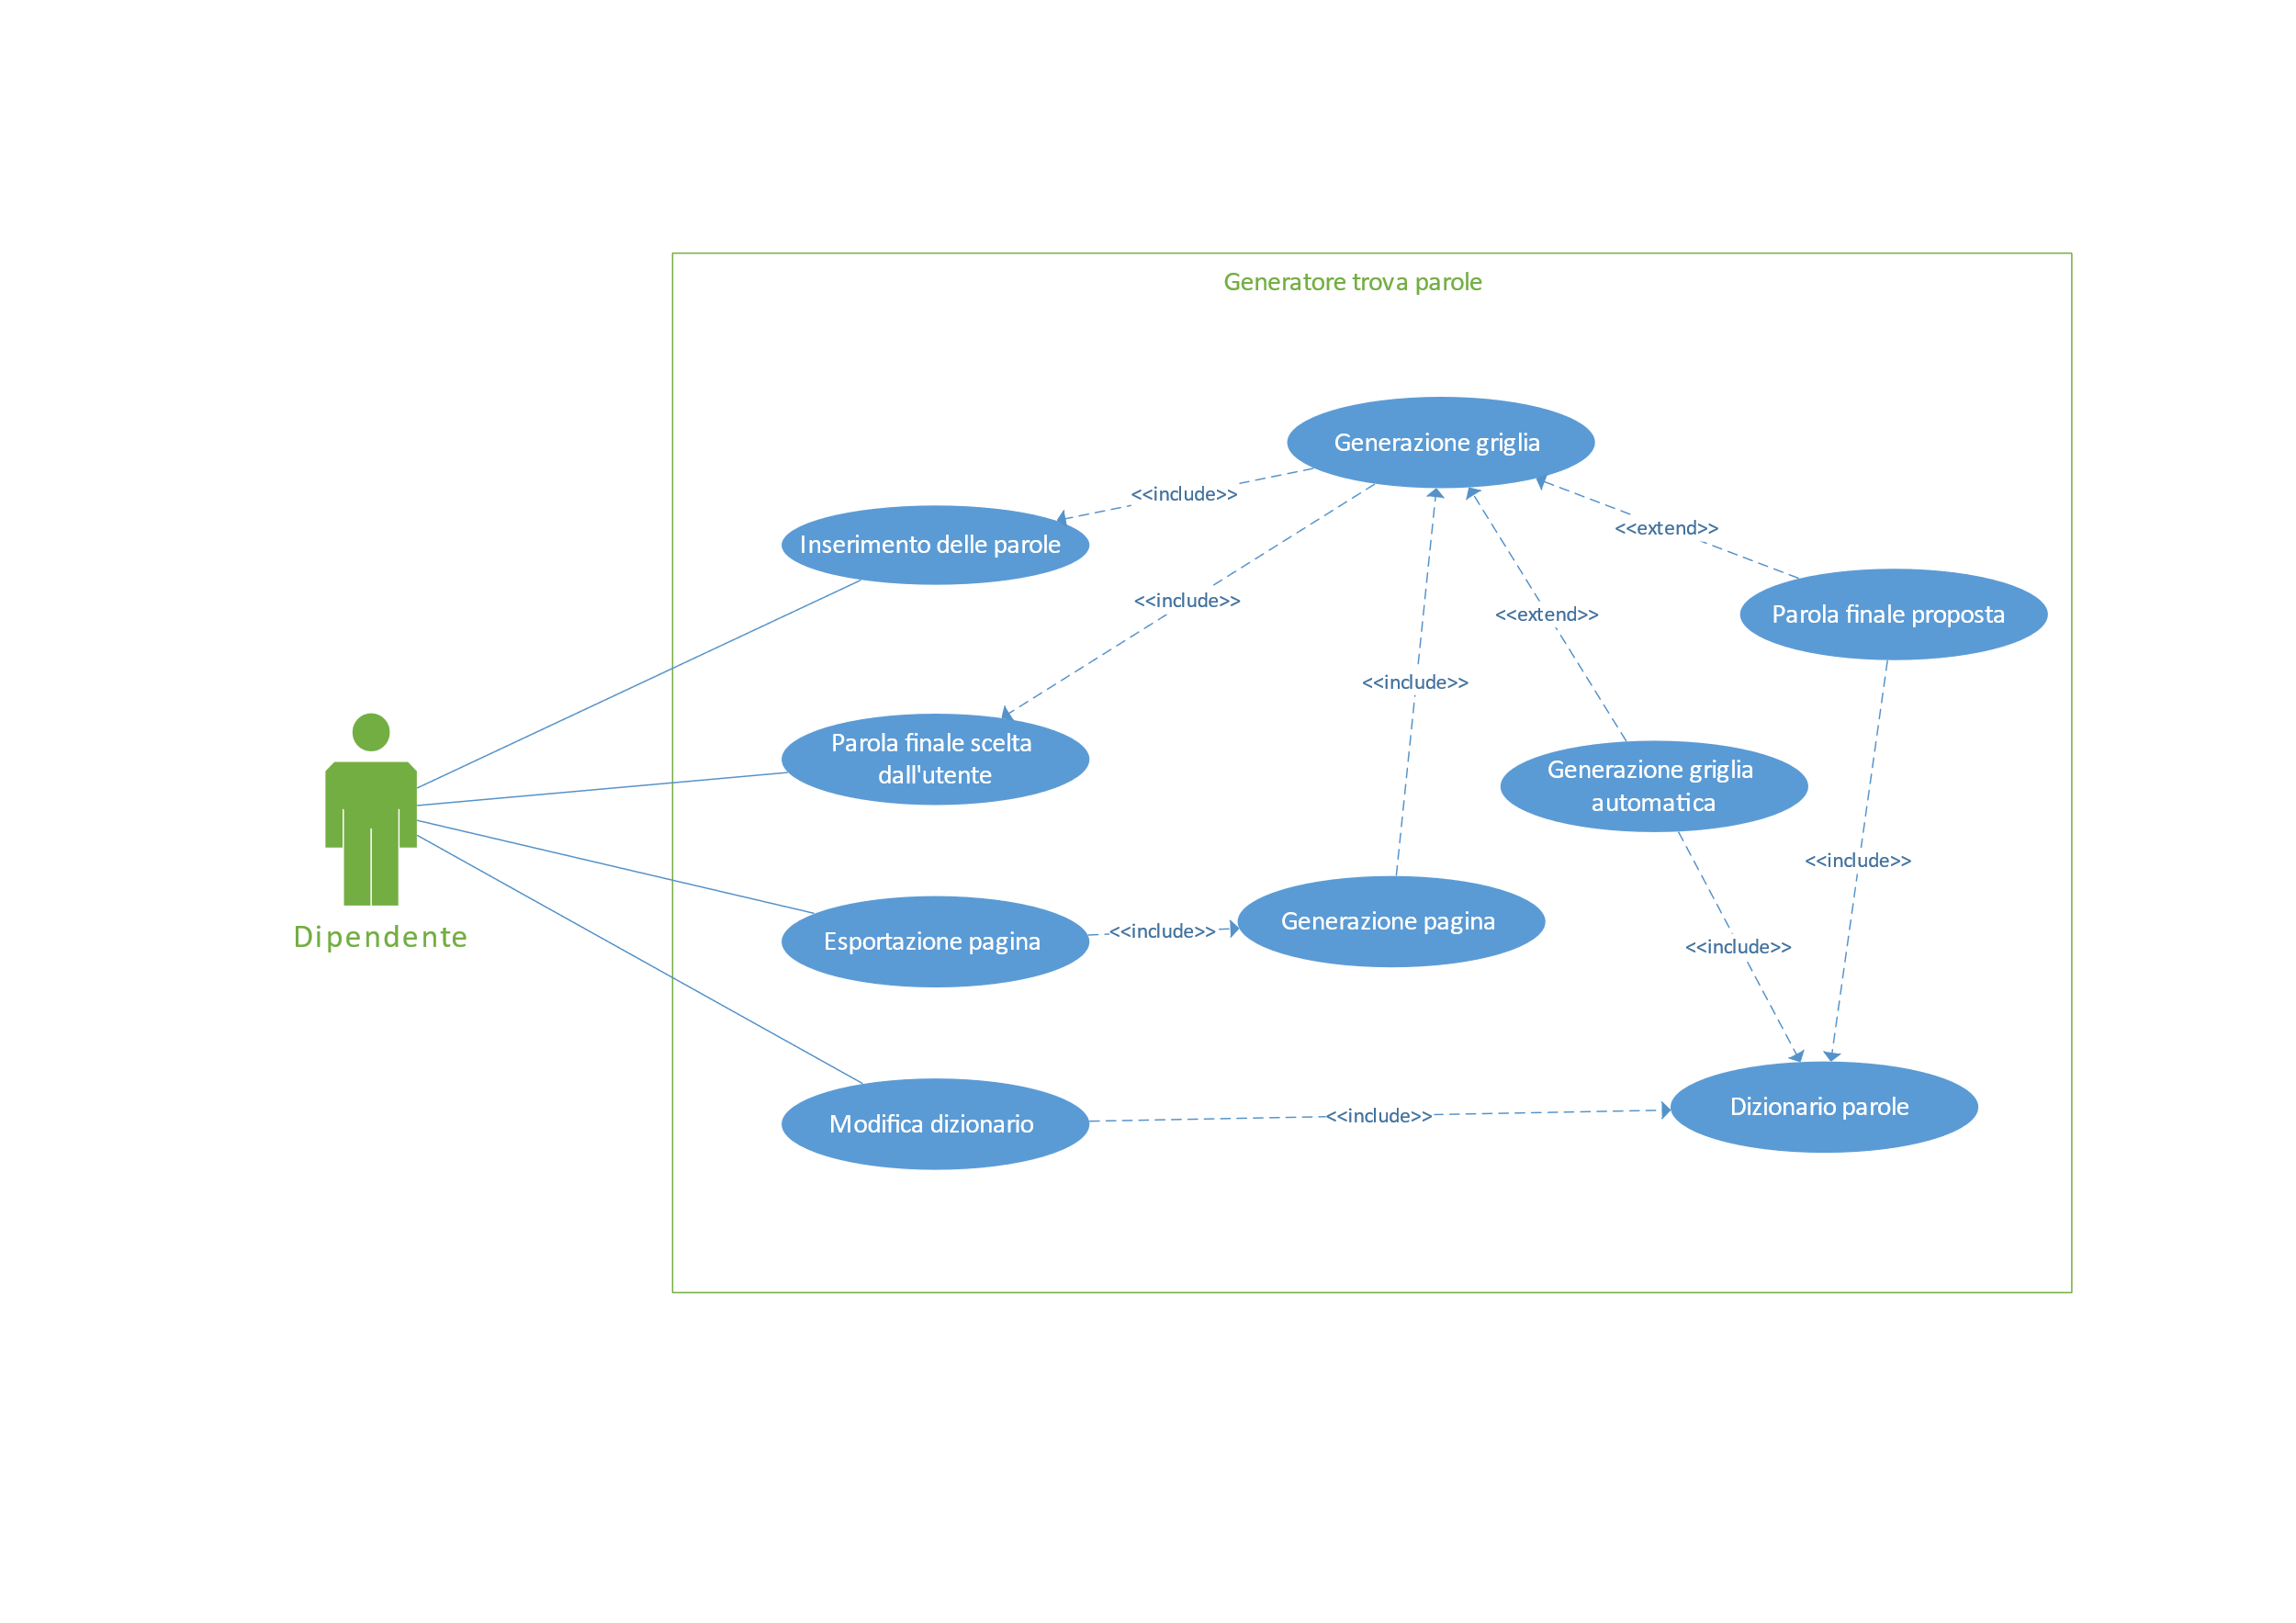 Generatore trova parole
Generazione griglia
<<include>>
<<extend>>
Inserimento delle parole
<<include>>
<<extend>>
Parola finale proposta
<<include>>
Parola finale scelta
dall'utente
Generazione griglia
automatica
<<include>>
Dipendente
Esportazione pagina
<<include>>
Generazione pagina
<<include>>
Modifica dizionario
<<include>>
Dizionario parole